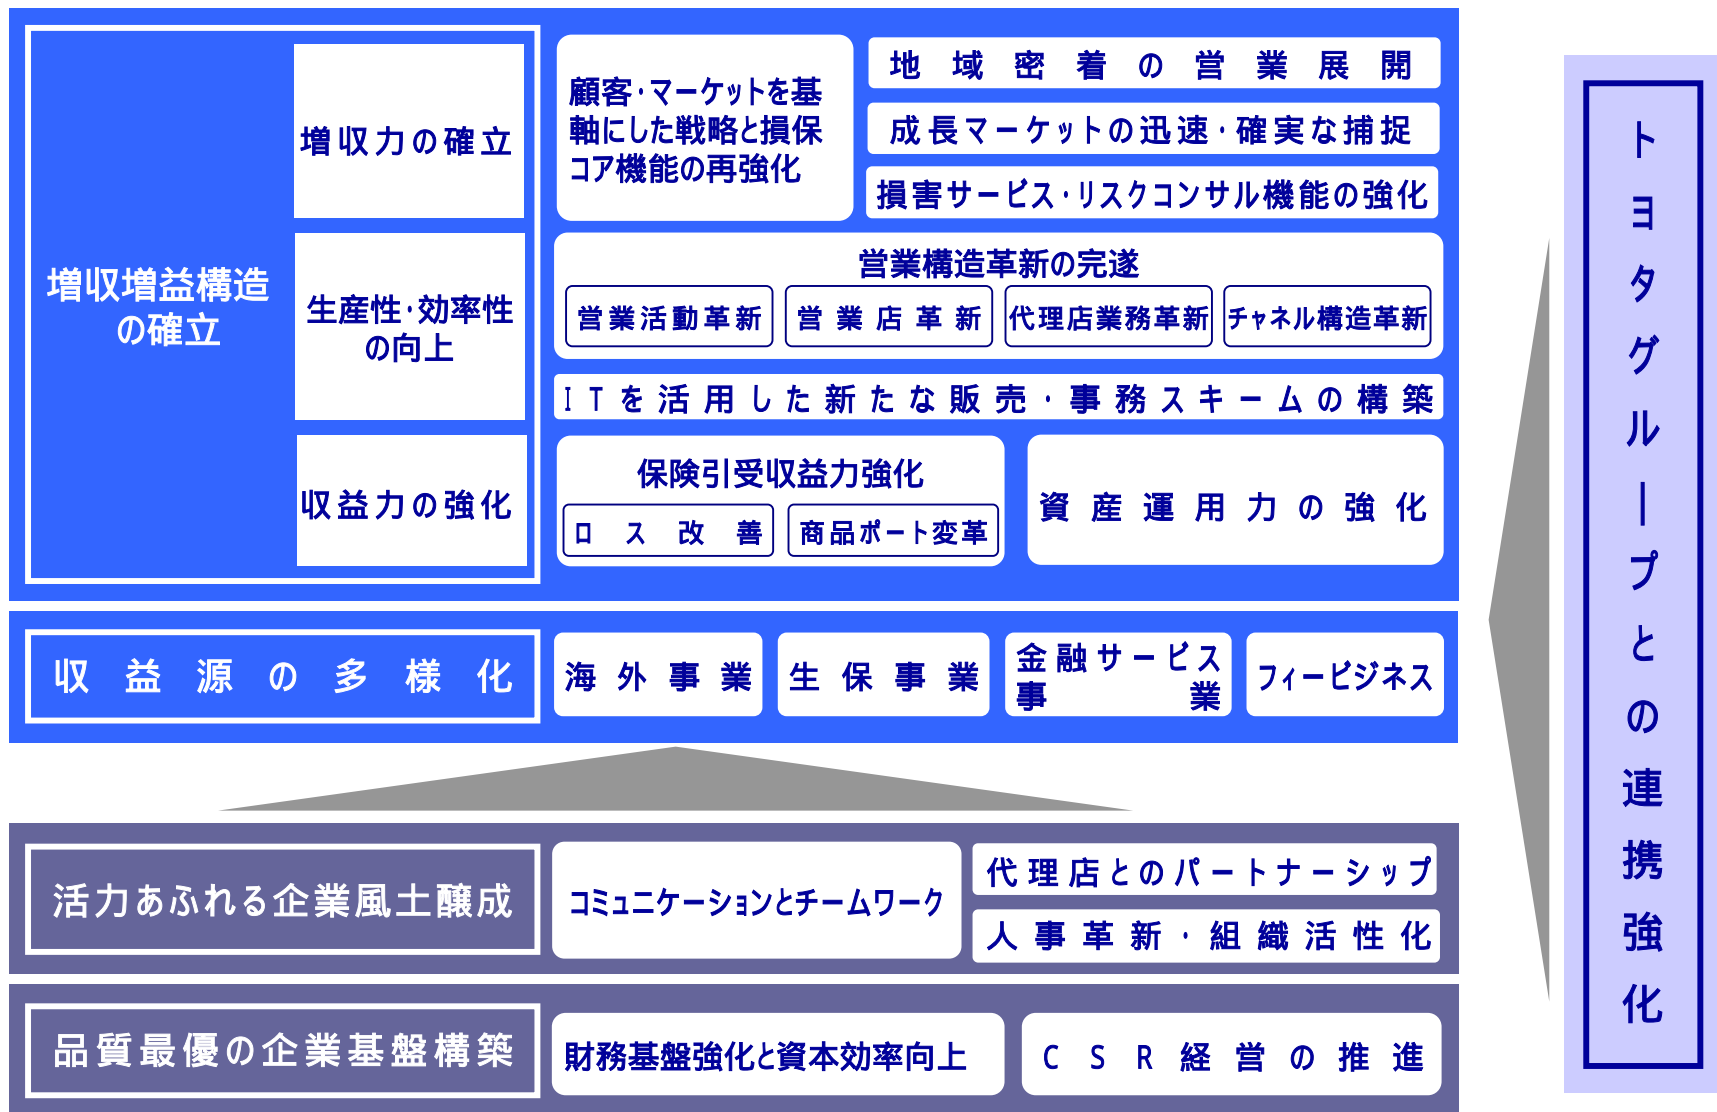 増収増益構造
の確立
増収力の確立
顧客・マーケットを基
軸にした戦略と損保
コア機能の再強化
地域密着の営業展開
成長マーケットの迅速・確実な捕捉
損害サービス・リスクコンサル機能の強化
生産性・効率性
の向上
営業構造革新の完遂
営業活動革新
営業店革新
代理店業務革新
チャネル構造革新
ITを活用した新たな販売・事務スキームの構築
収益力の強化
保険引受収益力強化
ロス改善
商品ポート変革
資産運用力の強化
収益源の多様化
海外事業
生保事業
金融サービス
事業
フィービジネス
活力あふれる企業風土醸成
コミュニケーションとチームワーク
代理店とのパートナーシップ
人事革新・組織活性化
品質最優の企業基盤構築
財務基盤強化と資本効率向上
CSR経営の推進
トヨタグループとの連携強化